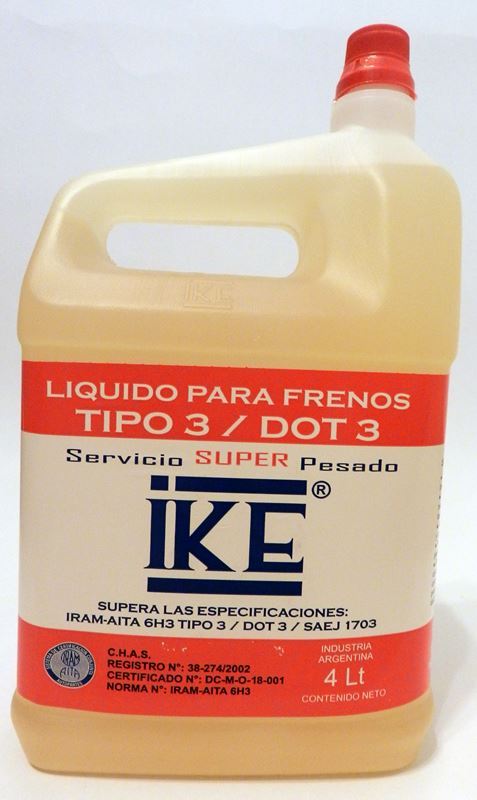 IKE
LIQUIDO PARA FRENOS
TIPO 3 / DOT 3
Servicio SUPER Pesado
IKE®
SUPERA LAS ESPECIFICACIONES:
IRAM-AITA 6H3 TIPO 3 / DOT 3 / SAEJ 1703
C.H.A.S.
REGISTRO N°: 38-274/2002
CERTIFICADO N°: DC-M-O-18-001
NORMA N°: IRAM-AITA 6H3
IRAM
AITA
INDUSTRIA
ARGENTINA
4 Lt
CONTENIDO NETO